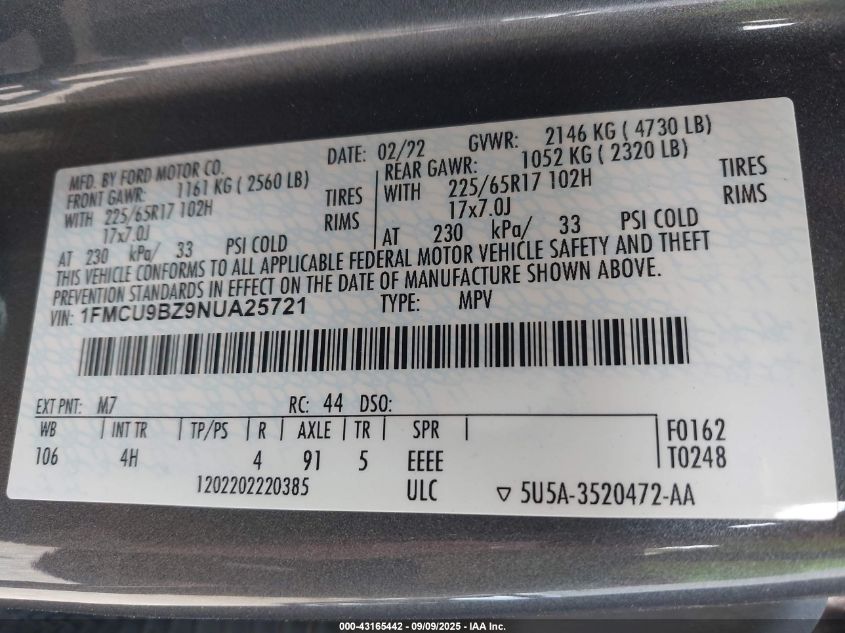 MFD. BY FORD MOTOR CO.
DATE: 02/22 GVWR: 2146 KG ( 4730 LB)
FRONT GAWR: 1161 KG ( 2560 LB)
WITH 225/65R17 102H TIRES
17x7.0J RIMS
AT 230 kPa/ 33 PSI COLD
REAR GAWR: 1052 KG ( 2320 LB)
WITH 225/65R17 102H TIRES
17x7.0J RIMS
AT 230 kPa/ 33 PSI COLD
THIS VEHICLE CONFORMS TO ALL APPLICABLE FEDERAL MOTOR VEHICLE SAFETY AND THEFT
PREVENTION STANDARDS IN EFFECT ON THE DATE OF MANUFACTURE SHOWN ABOVE.
VIN: 1FMCU9BZ9NUA25721 TYPE: MPV
EXT PNT: M7 RC: 44 DSO:
WB INT TR TP/PS R AXLE TR SPR F0162
106 4H 4 91 5 EEEE T0248
1202202220385 ULC ▽ 5U5A-3520472-AA
000-43165442 - 09/09/2025 - IAA Inc.